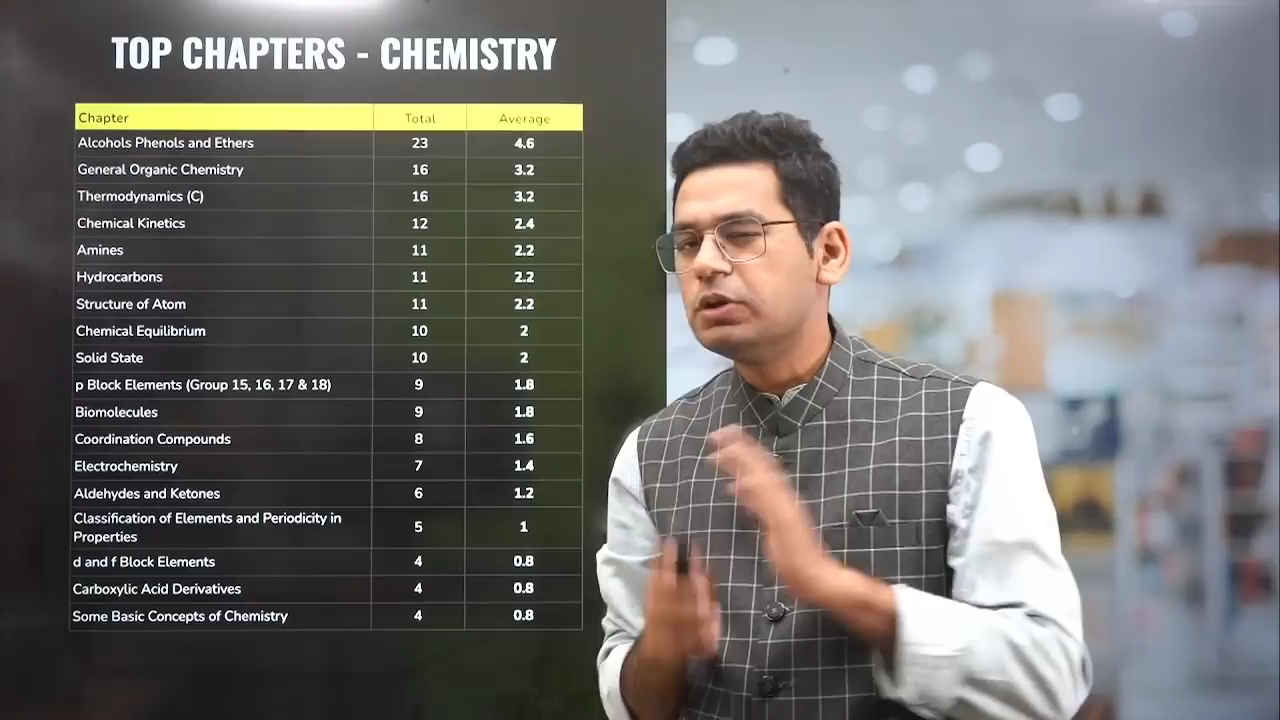 TOP CHAPTERS - CHEMISTRY
Chapter Total Average
Alcohols Phenols and Ethers 23 4.6
General Organic Chemistry 16 3.2
Thermodynamics (C) 16 3.2
Chemical Kinetics 12 2.4
Amines 11 2.2
Hydrocarbons 11 2.2
Structure of Atom 11 2.2
Chemical Equilibrium 10 2
Solid State 10 2
p Block Elements (Group 15, 16, 17 & 18) 9 1.8
Biomolecules 9 1.8
Coordination Compounds 8 1.6
Electrochemistry 7 1.4
Aldehydes and Ketones 6 1.2
Classification of Elements and Periodicity in
Properties 5 1
d and f Block Elements 4 0.8
Carboxylic Acid Derivatives 4 0.8
Some Basic Concepts of Chemistry 4 0.8